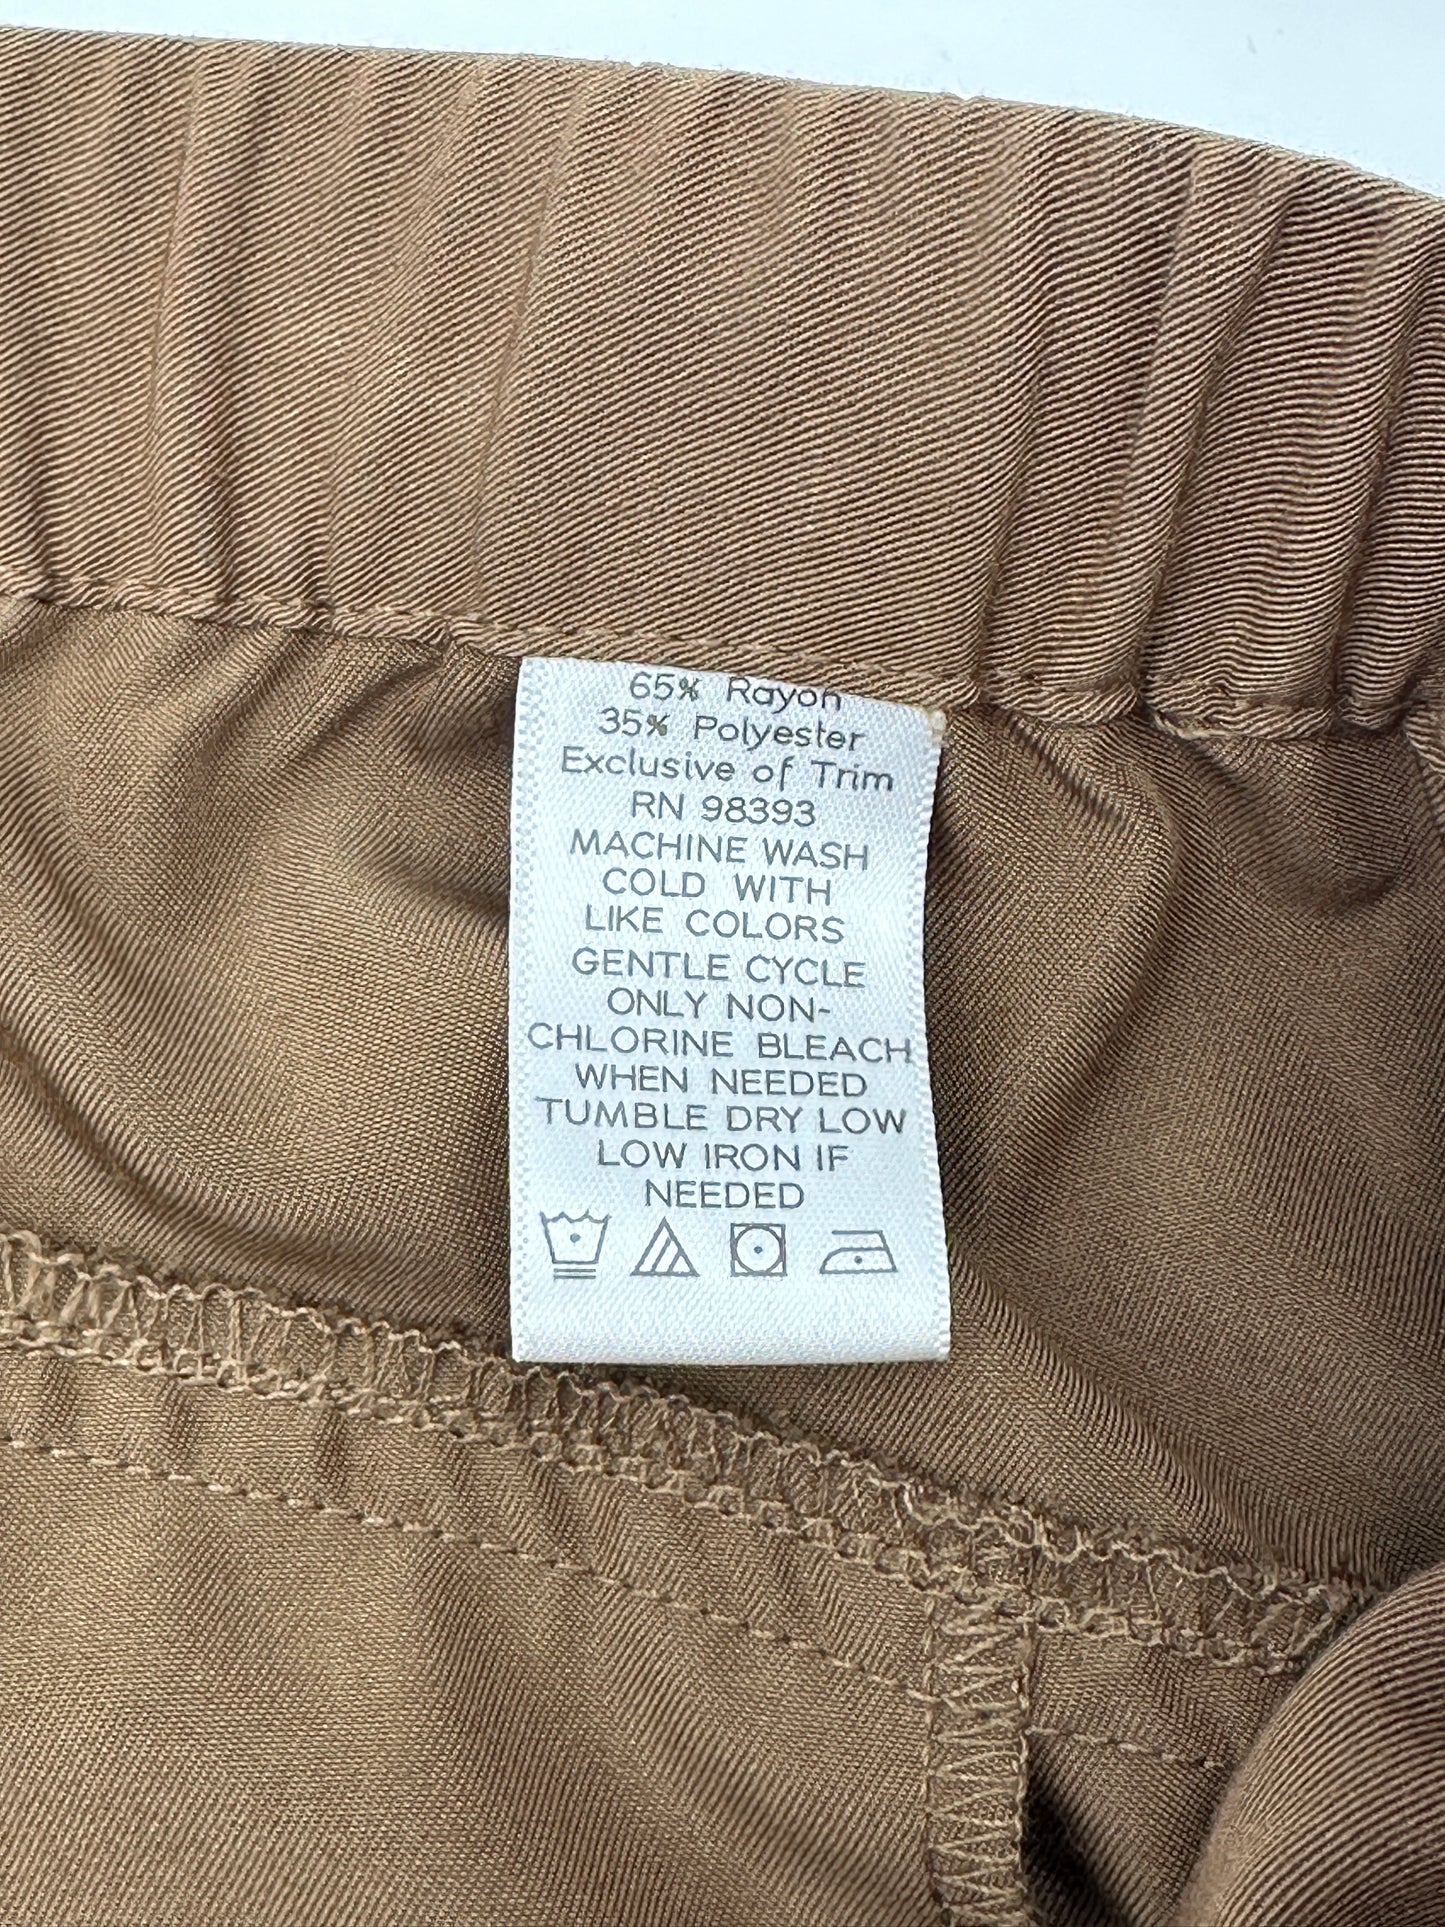 65% Rayon
35% Polyester
Exclusive of Trim
RN 98393
MACHINE WASH
COLD WITH
LIKE COLORS
GENTLE CYCLE
ONLY NON-
CHLORINE BLEACH
WHEN NEEDED
TUMBLE DRY LOW
LOW IRON IF
NEEDED